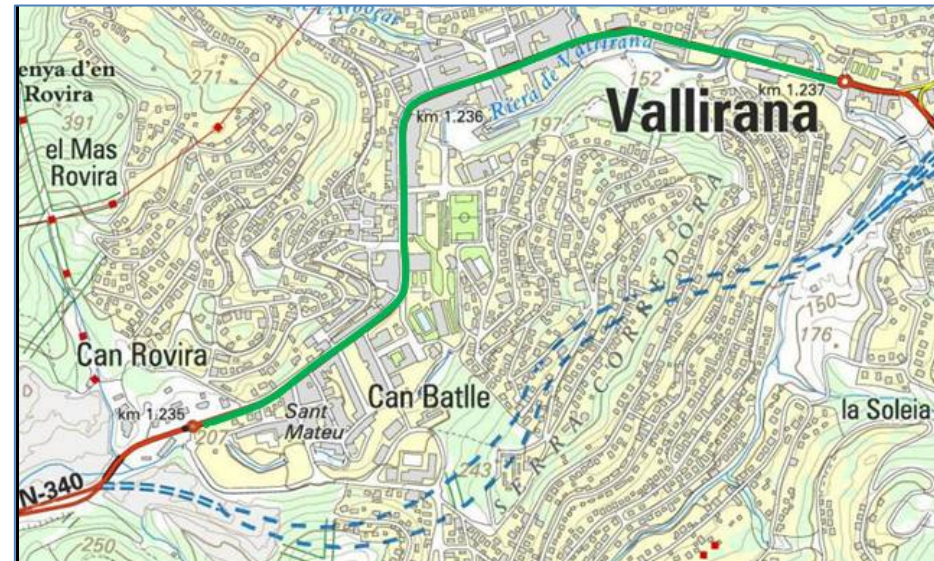 enya d'en
Rovira
271
391
el Mas
Rovira
Riera de Vallirana
152
km 1.237
km 1.236
Vallirana
197
Can Rovira
km 1.235
207
Sant
Mateu
Can Batlle
SERRA CORREDORA
150
176
la Soleia
N-340
243
250